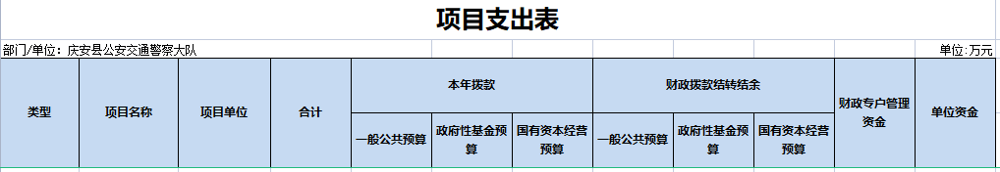 项目支出表
部门/单位：庆安县公安交通警察大队 单位:万元
类型 项目名称 项目单位 合计 本年拨款 财政拨款结转结余 财政专户管理资金 单位资金
一般公共预算 政府性基金预算 国有资本经营预算 一般公共预算 政府性基金预算 国有资本经营预算